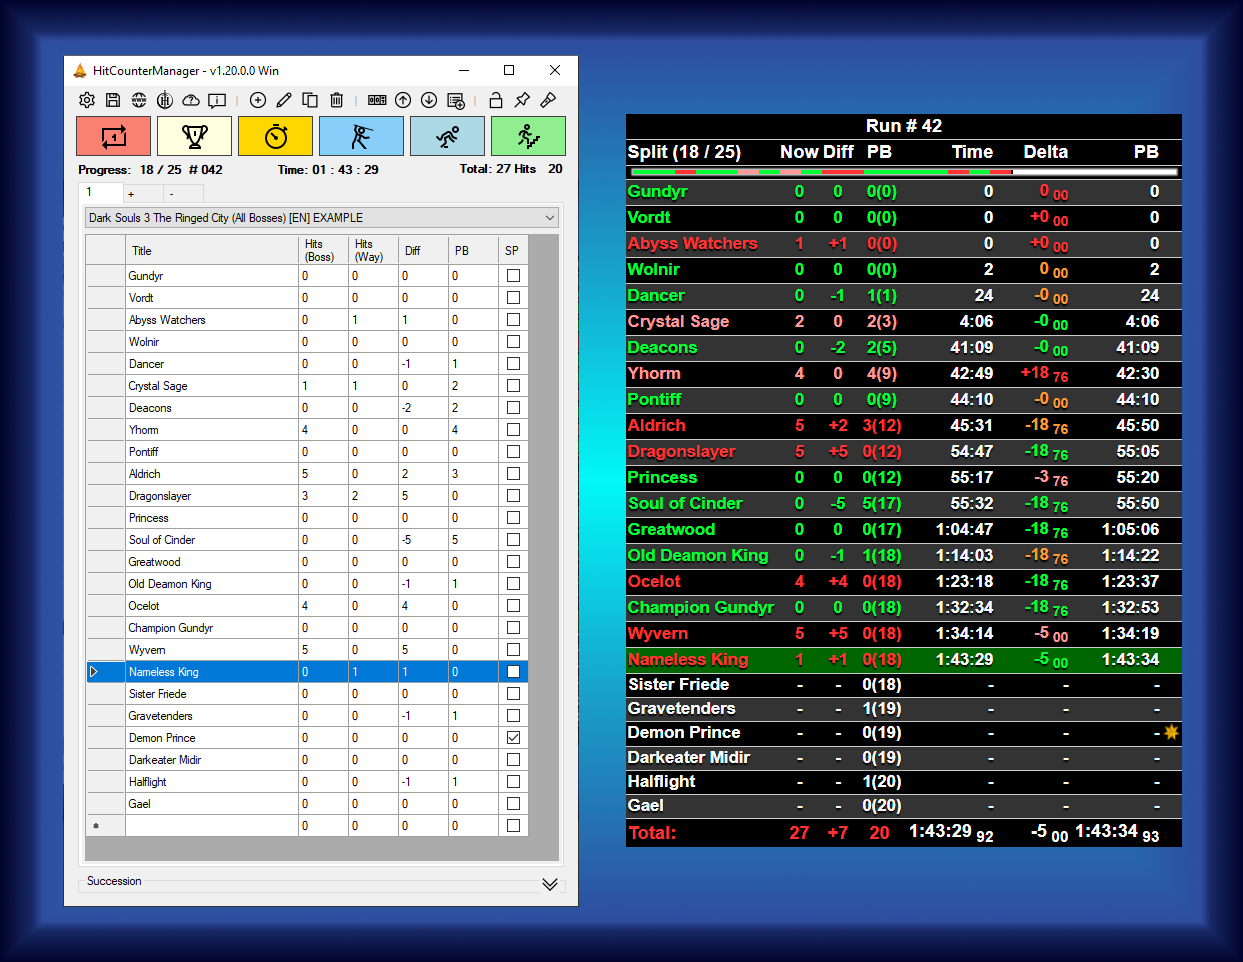 HitCounterManager - v1.20.0.0 Win
WWW
1
Progress: 18 / 25 # 042 Time: 01 : 43 : 29 Total: 27 Hits 20
1 + -
Dark Souls 3 The Ringed City (All Bosses) [EN] EXAMPLE
Title Hits (Boss) Hits (Way) Diff PB SP
Gundyr 0 0 0 0
Vordt 0 0 0 0
Abyss Watchers 0 1 1 0
Wolnir 0 0 0 0
Dancer 0 0 -1 1
Crystal Sage 1 1 0 2
Deacons 0 0 -2 2
Yhorm 4 0 0 4
Pontiff 0 0 0 0
Aldrich 5 0 2 3
Dragonslayer 3 2 5 0
Princess 0 0 0 0
Soul of Cinder 0 0 -5 5
Greatwood 0 0 0 0
Old Deamon King 0 0 -1 1
Ocelot 4 0 4 0
Champion Gundyr 0 0 0 0
Wyvern 5 0 5 0
Nameless King 0 1 1 0
Sister Friede 0 0 0 0
Gravetenders 0 0 -1 1
Demon Prince 0 0 0 0
Darkeater Midir 0 0 0 0
Halflight 0 0 -1 1
Gael 0 0 0 0
* 0 0 0 0
Succession
Run # 42
Split (18 / 25) Now Diff PB Time Delta PB
Gundyr 0 0 0(0) 0 0 00 0
Vordt 0 0 0(0) 0 +0 00 0
Abyss Watchers 1 +1 0(0) 0 +0 00 0
Wolnir 0 0 0(0) 2 0 00 2
Dancer 0 -1 1(1) 24 -0 00 24
Crystal Sage 2 0 2(3) 4:06 -0 00 4:06
Deacons 0 -2 2(5) 41:09 -0 00 41:09
Yhorm 4 0 4(9) 42:49 +18 76 42:30
Pontiff 0 0 0(9) 44:10 -0 00 44:10
Aldrich 5 +2 3(12) 45:31 -18 76 45:50
Dragonslayer 5 +5 0(12) 54:47 -18 76 55:05
Princess 0 0 0(12) 55:17 -3 76 55:20
Soul of Cinder 0 -5 5(17) 55:32 -18 76 55:50
Greatwood 0 0 0(17) 1:04:47 -18 76 1:05:06
Old Deamon King 0 -1 1(18) 1:14:03 -18 76 1:14:22
Ocelot 4 +4 0(18) 1:23:18 -18 76 1:23:37
Champion Gundyr 0 0 0(18) 1:32:34 -18 76 1:32:53
Wyvern 5 +5 0(18) 1:34:14 -5 00 1:34:19
Nameless King 1 +1 0(18) 1:43:29 -5 00 1:43:34
Sister Friede - - 0(18) - - -
Gravetenders - - 1(19) - - -
Demon Prince - - 0(19) - - -
Darkeater Midir - - 0(19) - - -
Halflight - - 1(20) - - -
Gael - - 0(20) - - -
Total: 27 +7 20 1:43:29 92 -5 00 1:43:34 93